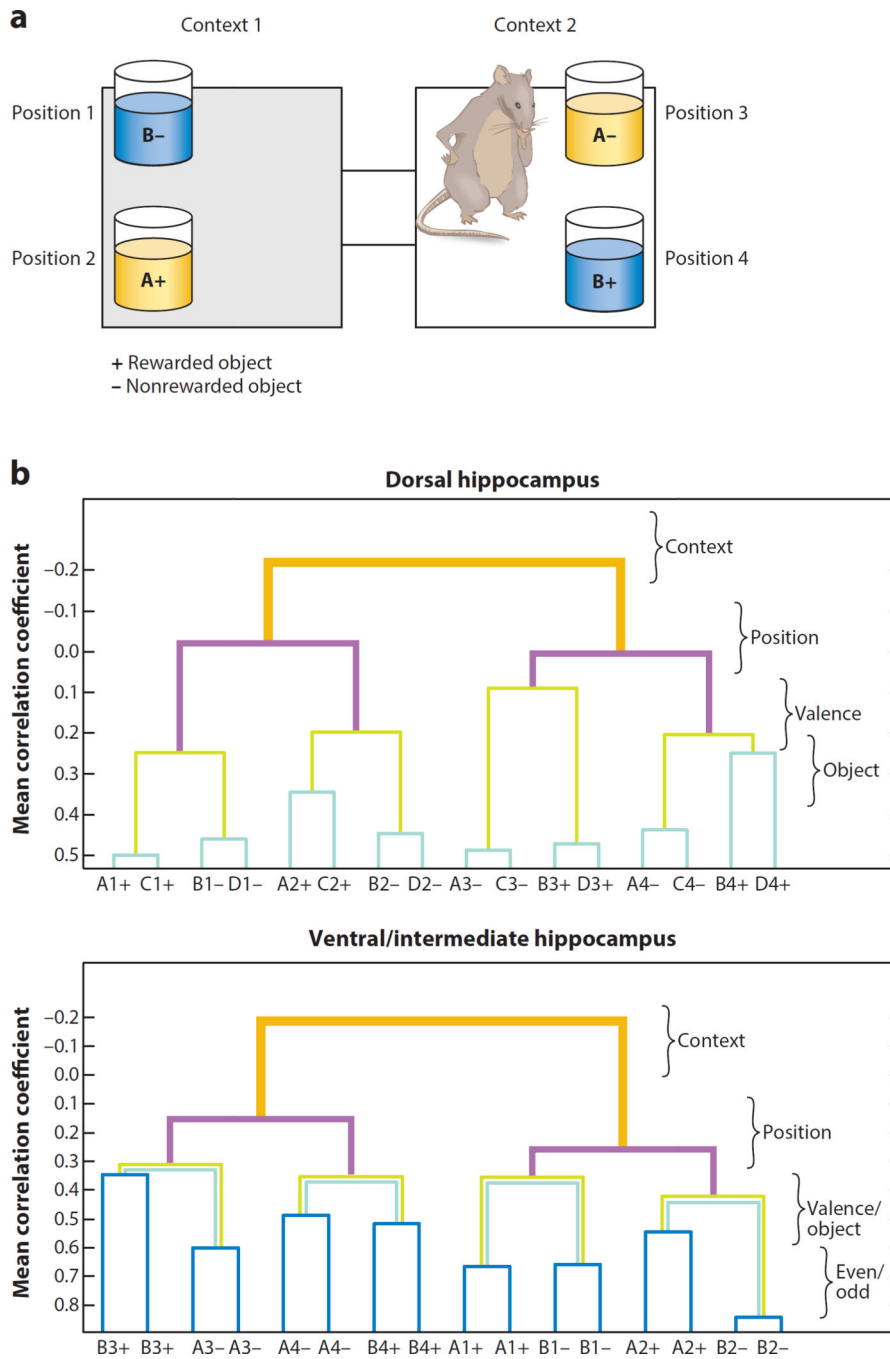 a
Context 1 Context 2
Position 1 B– A– Position 3
Position 2 A+ B+ Position 4
+ Rewarded object
– Nonrewarded object
b
Dorsal hippocampus
Mean correlation coefficient
–0.2
–0.1
0.0
0.1
0.2
0.3
0.4
0.5
Context
Position
Valence
Object
A1+ C1+ B1– D1– A2+ C2+ B2– D2– A3– C3– B3+ D3+ A4– C4– B4+ D4+
Ventral/intermediate hippocampus
Mean correlation coefficient
–0.2
–0.1
0.0
0.1
0.2
0.3
0.4
0.5
0.6
0.7
0.8
Context
Position
Valence/
object
Even/
odd
B3+ B3+ A3– A3– A4– A4– B4+ B4+ A1+ A1+ B1– B1– A2+ A2+ B2– B2–